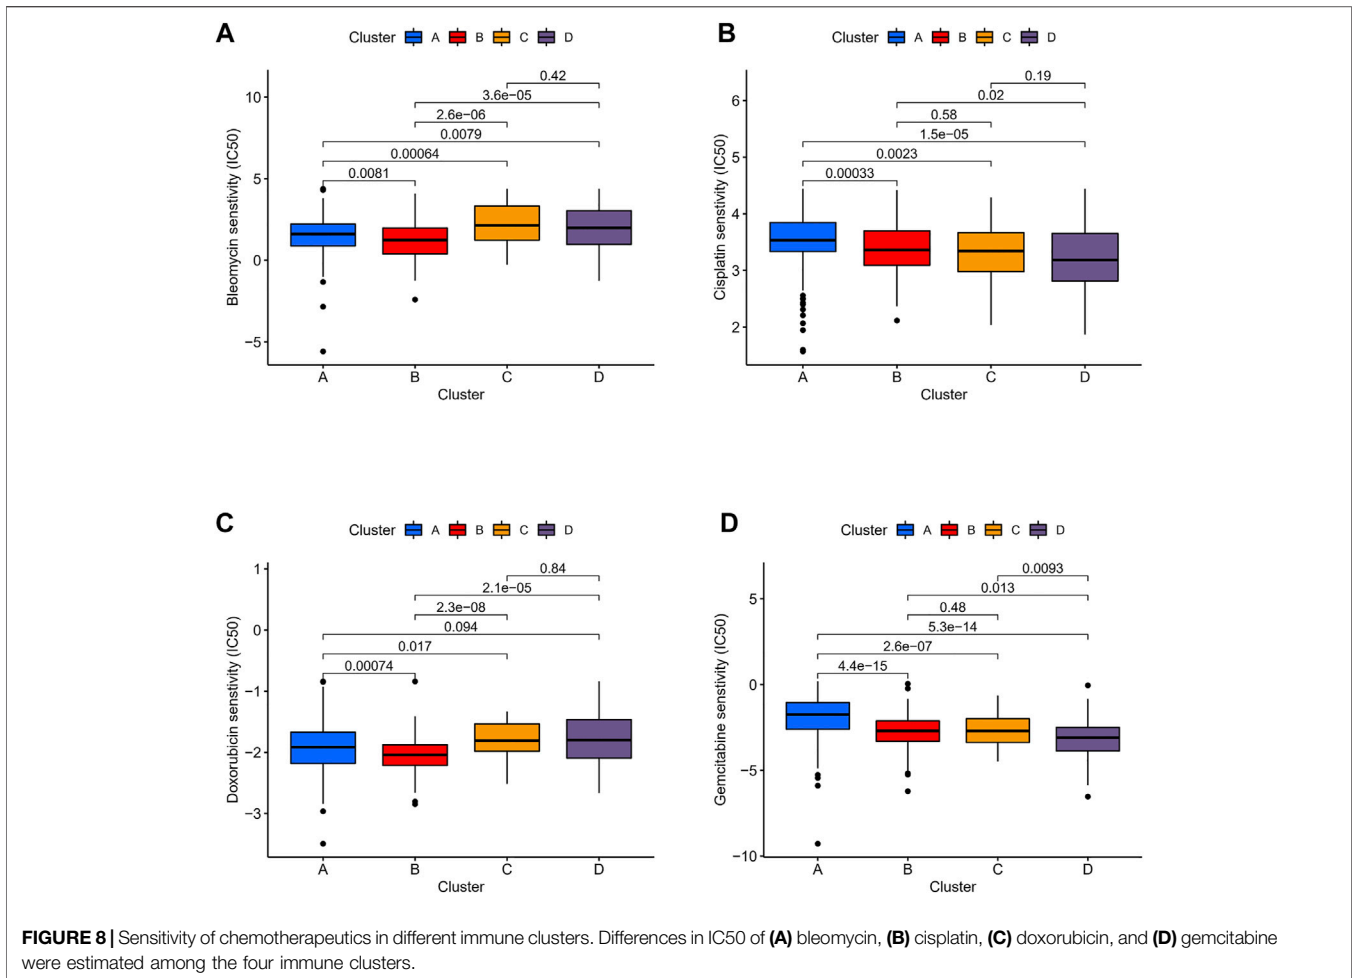 A
Cluster A B C D
Bleomycin senstivity (IC50)
10
5
0
−5
0.42
3.6e−05
2.6e−06
0.0079
0.00064
0.0081
A B C D
Cluster
B
Cluster A B C D
Cisplatin senstivity (IC50)
6
5
4
3
2
0.19
0.02
0.58
1.5e−05
0.0023
0.00033
A B C D
Cluster
C
Cluster A B C D
Doxorubicin senstivity (IC50)
1
0
−1
−2
−3
0.84
2.1e−05
2.3e−08
0.094
0.017
0.00074
A B C D
Cluster
D
Cluster A B C D
Gemcitabine senstivity (IC50)
5
0
−5
−10
0.0093
0.013
0.48
5.3e−14
2.6e−07
4.4e−15
A B C D
Cluster
FIGURE 8 | Sensitivity of chemotherapeutics in different immune clusters. Differences in IC50 of (A) bleomycin, (B) cisplatin, (C) doxorubicin, and (D) gemcitabine
were estimated among the four immune clusters.